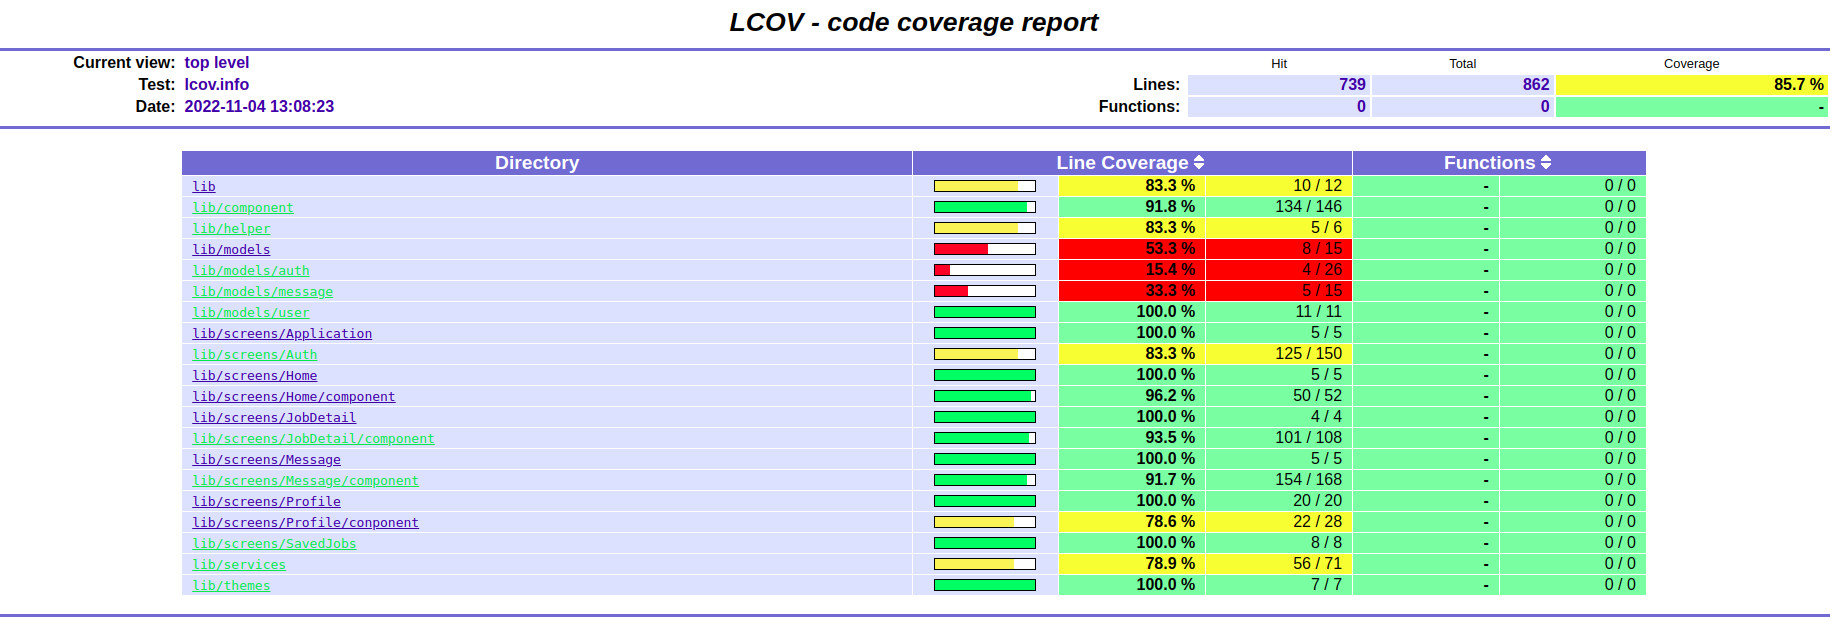 LCOV - code coverage report
Current view: top level Hit Total Coverage
Test: lcov.info Lines: 739 862 85.7 %
Date: 2022-11-04 13:08:23 Functions: 0 0 -
Directory Line Coverage Functions
lib 83.3 % 10 / 12 - 0 / 0
lib/component 91.8 % 134 / 146 - 0 / 0
lib/helper 83.3 % 5 / 6 - 0 / 0
lib/models 53.3 % 8 / 15 - 0 / 0
lib/models/auth 15.4 % 4 / 26 - 0 / 0
lib/models/message 33.3 % 5 / 15 - 0 / 0
lib/models/user 100.0 % 11 / 11 - 0 / 0
lib/screens/Application 100.0 % 5 / 5 - 0 / 0
lib/screens/Auth 83.3 % 125 / 150 - 0 / 0
lib/screens/Home 100.0 % 5 / 5 - 0 / 0
lib/screens/Home/component 96.2 % 50 / 52 - 0 / 0
lib/screens/JobDetail 100.0 % 4 / 4 - 0 / 0
lib/screens/JobDetail/component 93.5 % 101 / 108 - 0 / 0
lib/screens/Message 100.0 % 5 / 5 - 0 / 0
lib/screens/Message/component 91.7 % 154 / 168 - 0 / 0
lib/screens/Profile 100.0 % 20 / 20 - 0 / 0
lib/screens/Profile/conponent 78.6 % 22 / 28 - 0 / 0
lib/screens/SavedJobs 100.0 % 8 / 8 - 0 / 0
lib/services 78.9 % 56 / 71 - 0 / 0
lib/themes 100.0 % 7 / 7 - 0 / 0